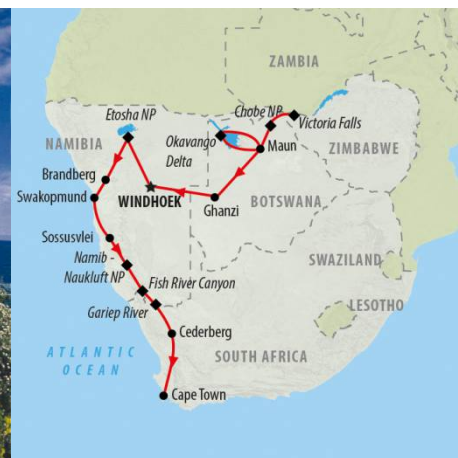 ZAMBIA
Etosha NP
Chobe NP
Victoria Falls
NAMIBIA
Okavango
Delta
Maun
ZIMBABWE
Brandberg
Swakopmund
WINDHOEK
Ghanzi
BOTSWANA
Sossusvlei
Namib -
Naukluft NP
SWAZILAND
Fish River Canyon
Gariep River
LESOTHO
Cederberg
ATLANTIC
OCEAN
SOUTH AFRICA
Cape Town